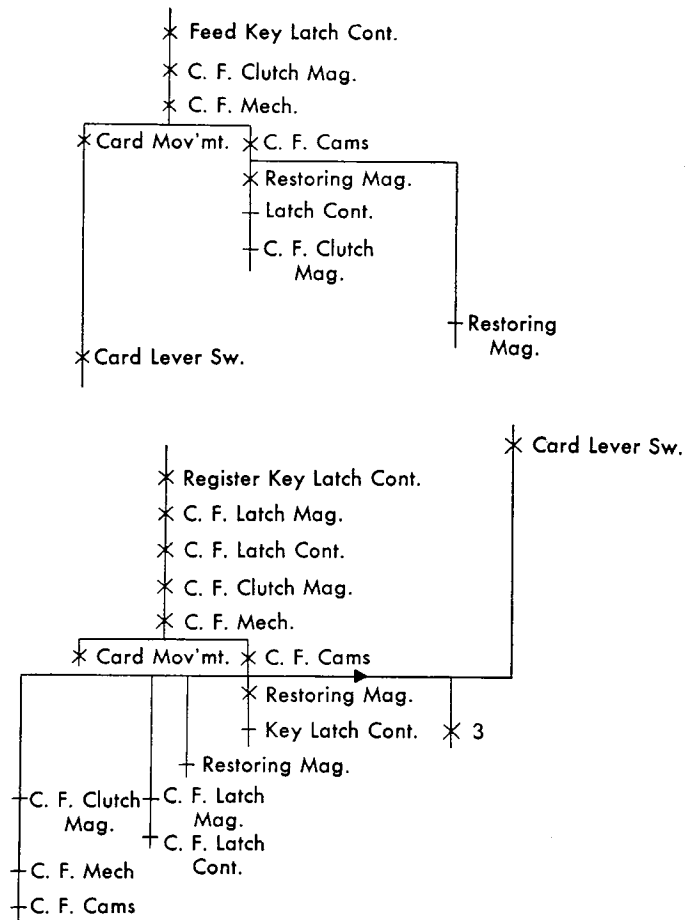 Feed Key Latch Cont.
C. F. Clutch Mag.
C. F. Mech.
Card Mov'mt.
C. F. Cams
Restoring Mag.
Latch Cont.
C. F. Clutch
Mag.
Restoring
Mag.
Card Lever Sw.
Card Lever Sw.
Register Key Latch Cont.
C. F. Latch Mag.
C. F. Latch Cont.
C. F. Clutch Mag.
C. F. Mech.
Card Mov'mt.
C. F. Cams
Restoring Mag.
Key Latch Cont.
3
Restoring Mag.
C. F. Clutch
Mag.
C. F. Latch
Mag.
C. F. Latch
Cont.
C. F. Mech
C. F. Cams